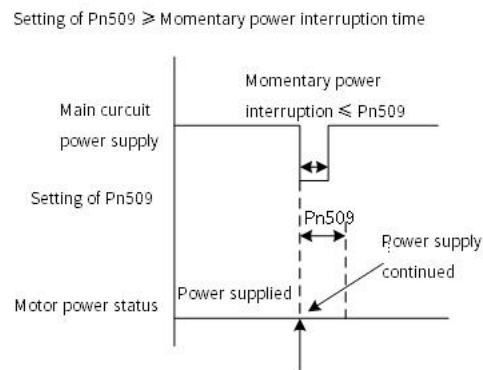 Setting of Pn509 ⩾ Momentary power interruption time
Momentary power
interruption ⩽ Pn509
Main curcuit
power supply
Setting of Pn509
Pn509
Power supply
continued
Power supplied
Motor power status